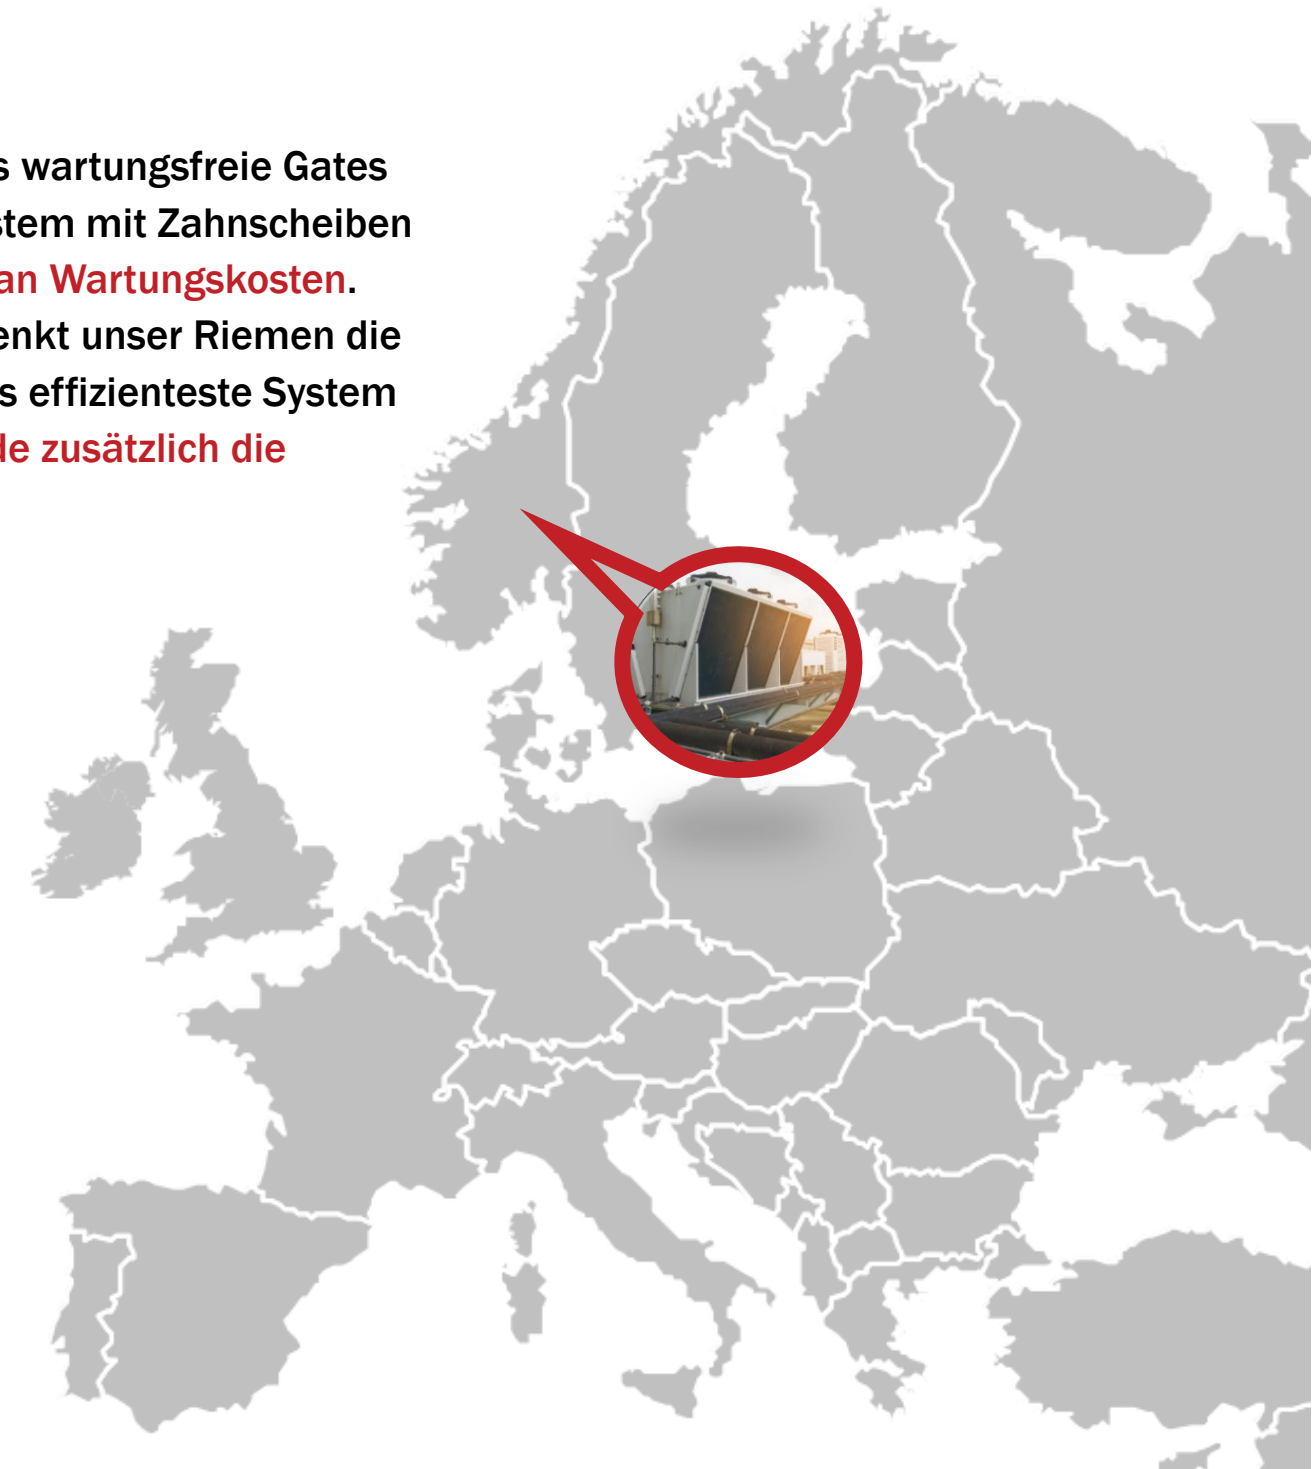 s wartungsfreie Gates
stem mit Zahnscheiben
an Wartungskosten.
enkt unser Riemen die
s effizienteste System
de zusätzlich die